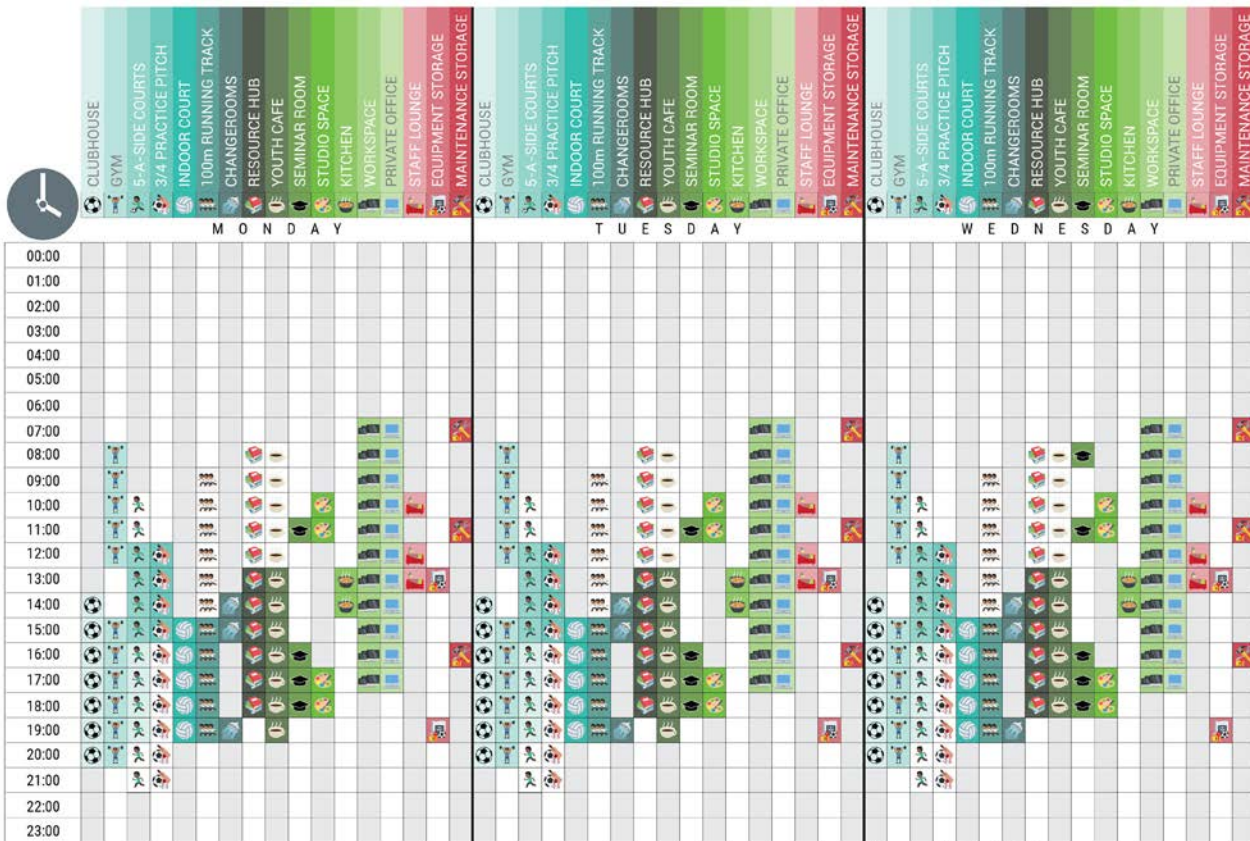 CLUBHOUSE
GYM
5-A-SIDE COURTS
3/4 PRACTICE PITCH
INDOOR COURT
100m RUNNING TRACK
CHANGEROOMS
RESOURCE HUB
YOUTH CAFE
SEMINAR ROOM
STUDIO SPACE
KITCHEN
WORKSPACE
PRIVATE OFFICE
STAFF LOUNGE
EQUIPMENT STORAGE
MAINTENANCE STORAGE
CLUBHOUSE
GYM
5-A-SIDE COURTS
3/4 PRACTICE PITCH
INDOOR COURT
100m RUNNING TRACK
CHANGEROOMS
RESOURCE HUB
YOUTH CAFE
SEMINAR ROOM
STUDIO SPACE
KITCHEN
WORKSPACE
PRIVATE OFFICE
STAFF LOUNGE
EQUIPMENT STORAGE
MAINTENANCE STORAGE
CLUBHOUSE
GYM
5-A-SIDE COURTS
3/4 PRACTICE PITCH
INDOOR COURT
100m RUNNING TRACK
CHANGEROOMS
RESOURCE HUB
YOUTH CAFE
SEMINAR ROOM
STUDIO SPACE
KITCHEN
WORKSPACE
PRIVATE OFFICE
STAFF LOUNGE
EQUIPMENT STORAGE
MAINTENANCE STORAGE
MONDAY
TUESDAY
WEDNESDAY
00:00
01:00
02:00
03:00
04:00
05:00
06:00
07:00
08:00
09:00
10:00
11:00
12:00
13:00
14:00
15:00
16:00
17:00
18:00
19:00
20:00
21:00
22:00
23:00